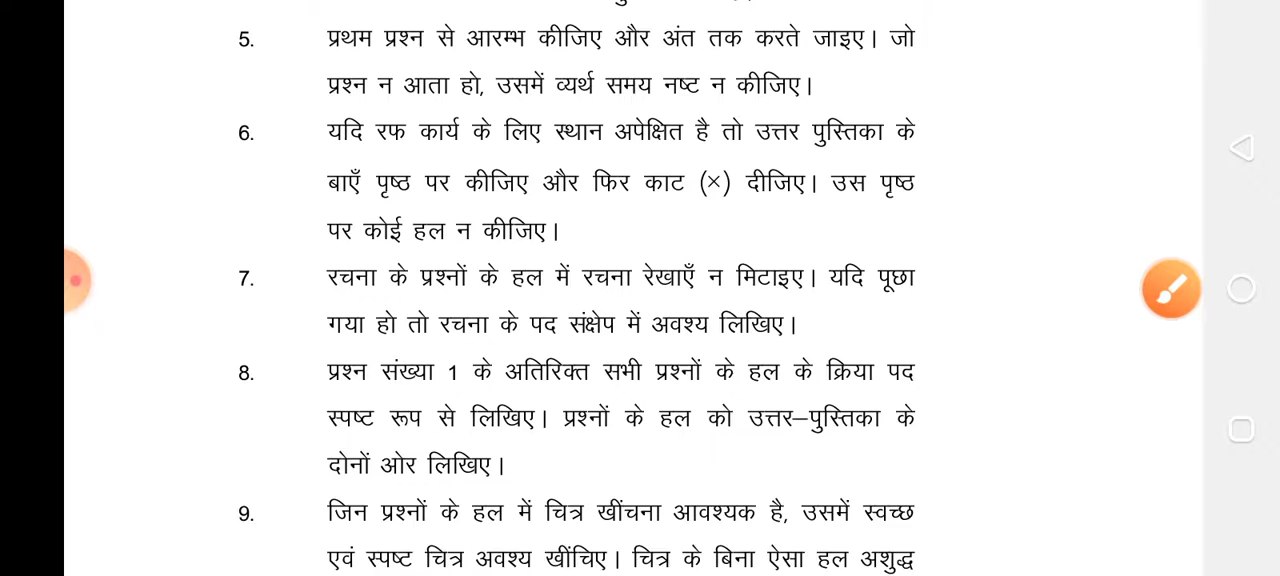 5. प्रथम प्रश्न से आरम्भ कीजिए और अंत तक करते जाइए। जो
प्रश्न न आता हो, उसमें व्यर्थ समय नष्ट न कीजिए।
6. यदि रफ कार्य के लिए स्थान अपेक्षित है तो उत्तर पुस्तिका के
बाएँ पृष्ठ पर कीजिए और फिर काट (×) दीजिए। उस पृष्ठ
पर कोई हल न कीजिए।
7. रचना के प्रश्नों के हल में रचना रेखाएँ न मिटाइए। यदि पूछा
गया हो तो रचना के पद संक्षेप में अवश्य लिखिए।
8. प्रश्न संख्या 1 के अतिरिक्त सभी प्रश्नों के हल के क्रिया पद
स्पष्ट रूप से लिखिए। प्रश्नों के हल को उत्तर–पुस्तिका के
दोनों ओर लिखिए।
9. जिन प्रश्नों के हल में चित्र खींचना आवश्यक है, उसमें स्वच्छ
एवं स्पष्ट चित्र अवश्य खींचिए। चित्र के बिना ऐसा हल अशुद्ध